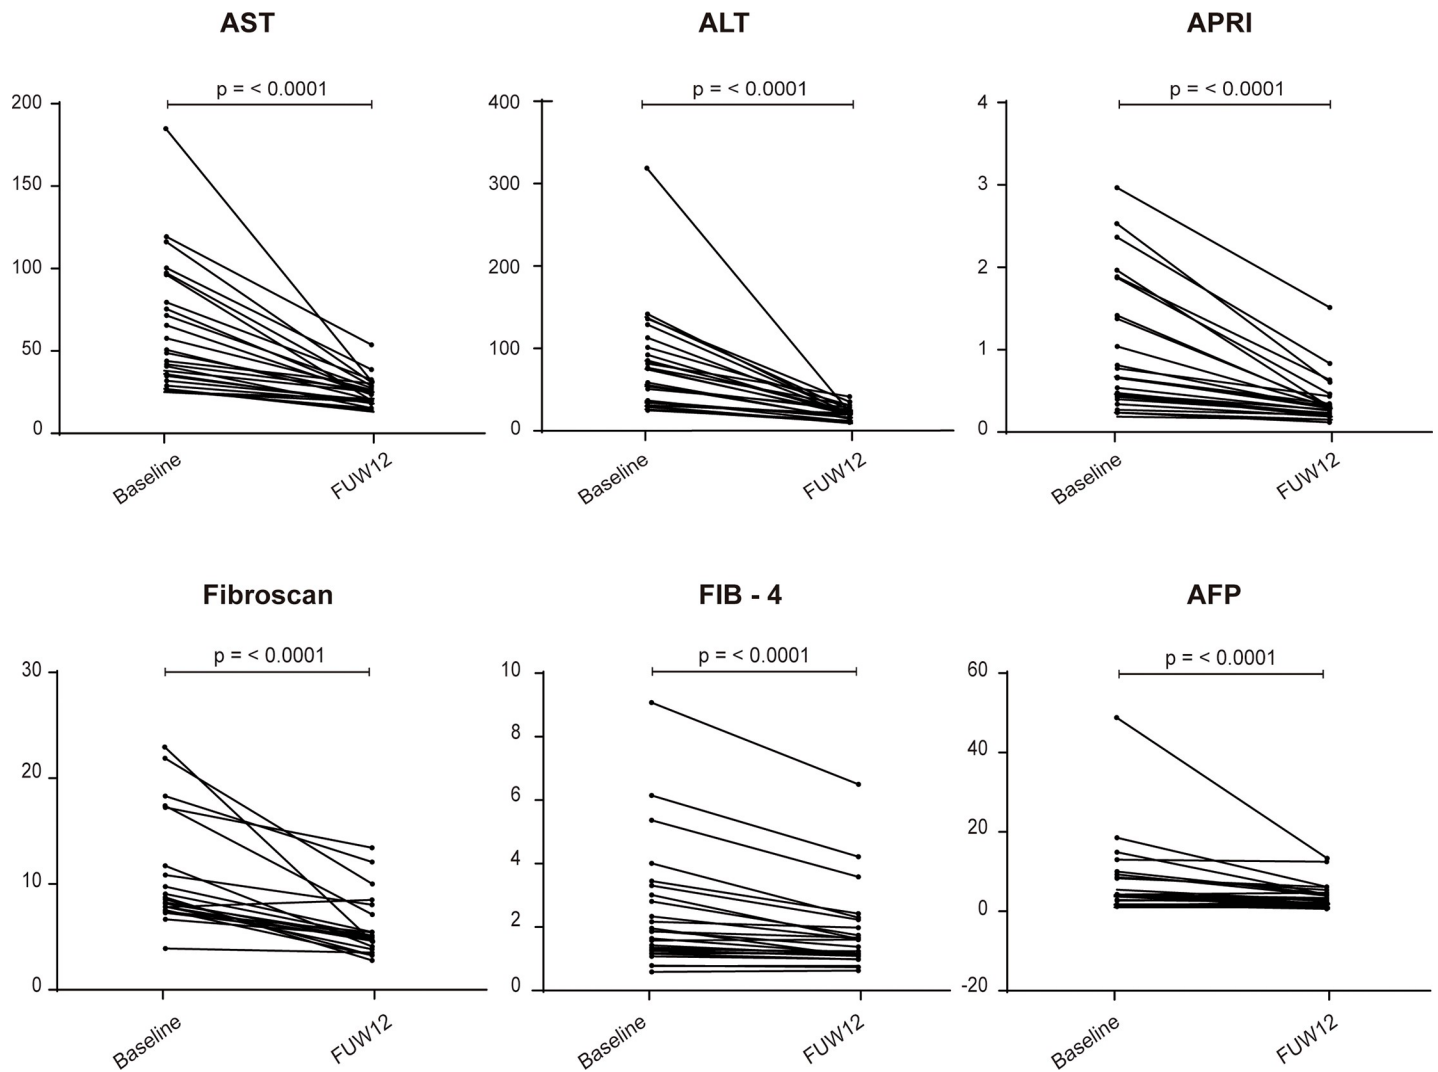 AST
p = < 0.0001
200
150
100
50
0
Baseline
FUW12
ALT
p = < 0.0001
400
300
200
100
0
Baseline
FUW12
APRI
p = < 0.0001
4
3
2
1
0
Baseline
FUW12
Fibroscan
p = < 0.0001
30
20
10
0
Baseline
FUW12
FIB - 4
p = < 0.0001
10
8
6
4
2
0
Baseline
FUW12
AFP
p = < 0.0001
60
40
20
0
-20
Baseline
FUW12